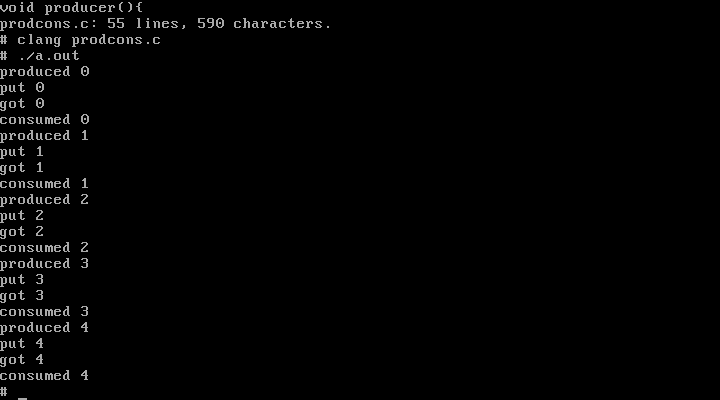 void producer(){
prodcons.c: 55 lines, 590 characters.
# clang prodcons.c
# ./a.out
produced 0
put 0
got 0
consumed 0
produced 1
put 1
got 1
consumed 1
produced 2
put 2
got 2
consumed 2
produced 3
put 3
got 3
consumed 3
produced 4
put 4
got 4
consumed 4
# _